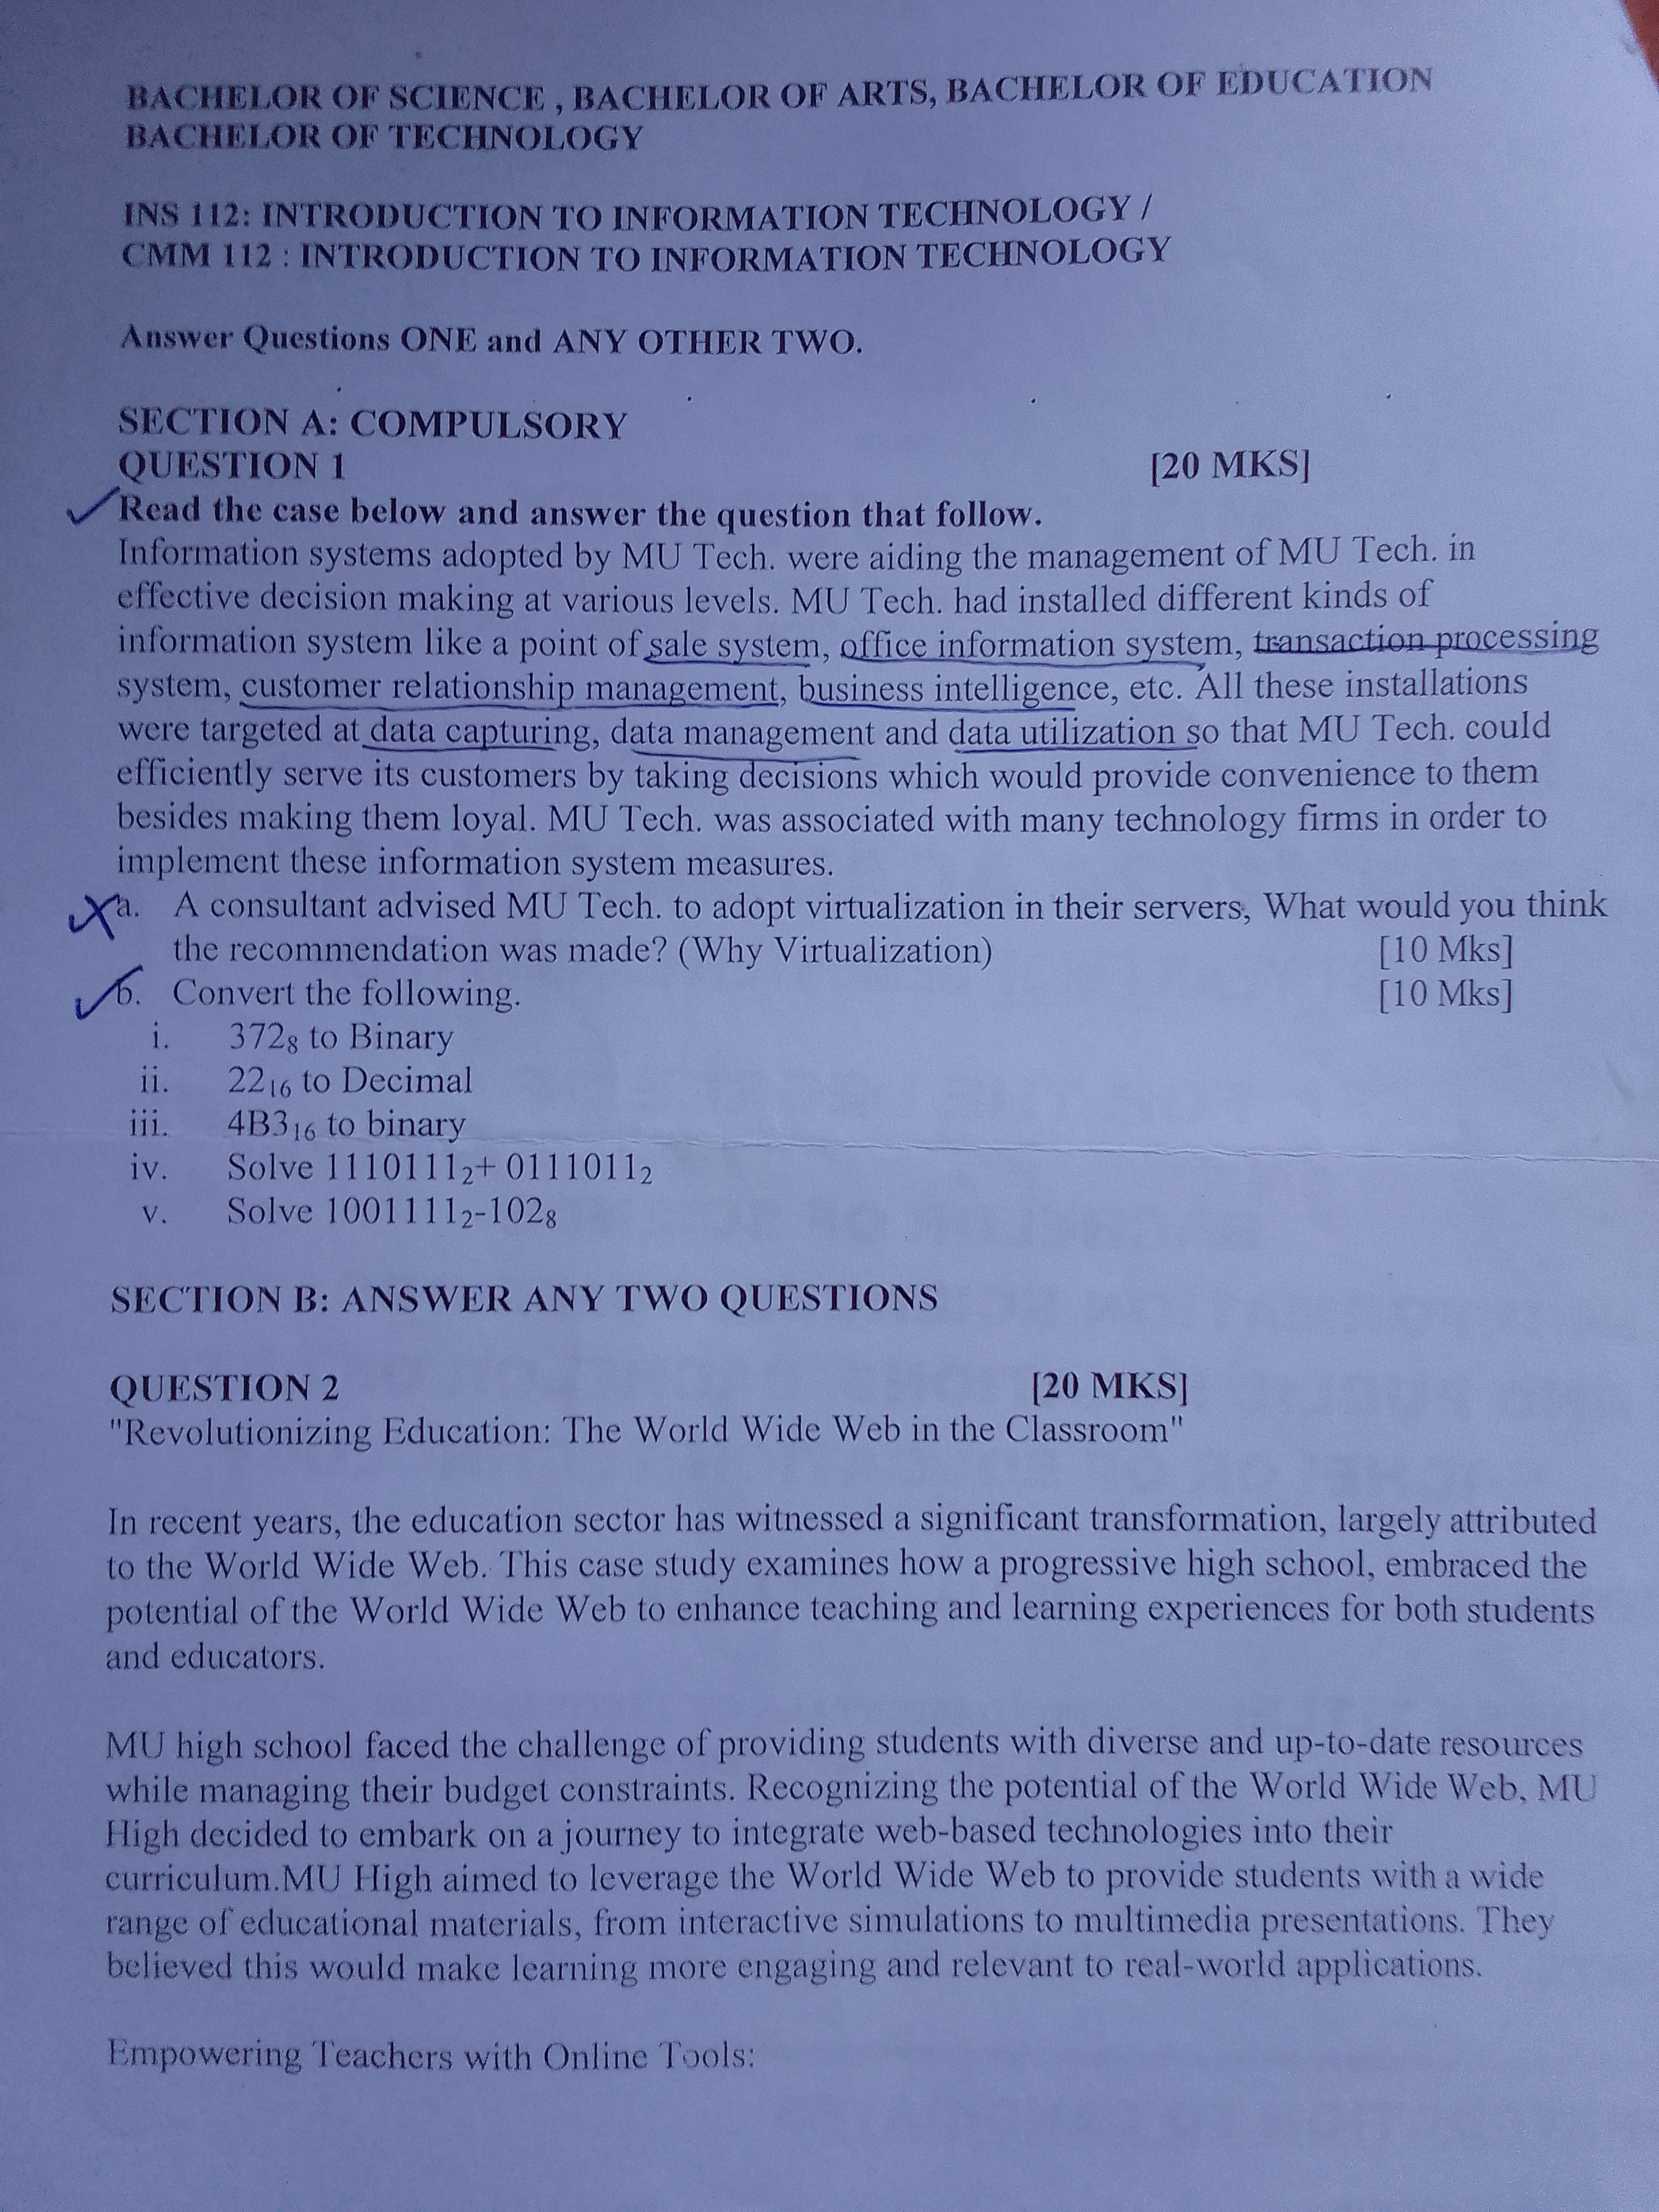 BACHELOR OF SCIENCE , BACHELOR OF ARTS, BACHELOR OF EDUCATION
BACHELOR OF TECHNOLOGY
INS 112: INTRODUCTION TO INFORMATION TECHNOLOGY /
CMM 112 : INTRODUCTION TO INFORMATION TECHNOLOGY
Answer Questions ONE and ANY OTHER TWO.
SECTION A: COMPULSORY
QUESTION 1 [20 MKS]
Read the case below and answer the question that follow.
Information systems adopted by MU Tech. were aiding the management of MU Tech. in
effective decision making at various levels. MU Tech. had installed different kinds of
information system like a point of sale system, office information system, transaction processing
system, customer relationship management, business intelligence, etc. All these installations
were targeted at data capturing, data management and data utilization so that MU Tech. could
efficiently serve its customers by taking decisions which would provide convenience to them
besides making them loyal. MU Tech. was associated with many technology firms in order to
implement these information system measures.
a. A consultant advised MU Tech. to adopt virtualization in their servers, What would you think
the recommendation was made? (Why Virtualization) [10 Mks]
b. Convert the following. [10 Mks]
i. 372₈ to Binary
ii. 22₁₆ to Decimal
iii. 4B3₁₆ to binary
iv. Solve 1110111₂+ 0111011₂
v. Solve 1001111₂-102₈
SECTION B: ANSWER ANY TWO QUESTIONS
QUESTION 2 [20 MKS]
"Revolutionizing Education: The World Wide Web in the Classroom"
In recent years, the education sector has witnessed a significant transformation, largely attributed
to the World Wide Web. This case study examines how a progressive high school, embraced the
potential of the World Wide Web to enhance teaching and learning experiences for both students
and educators.
MU high school faced the challenge of providing students with diverse and up-to-date resources
while managing their budget constraints. Recognizing the potential of the World Wide Web, MU
High decided to embark on a journey to integrate web-based technologies into their
curriculum.MU High aimed to leverage the World Wide Web to provide students with a wide
range of educational materials, from interactive simulations to multimedia presentations. They
believed this would make learning more engaging and relevant to real-world applications.
Empowering Teachers with Online Tools: